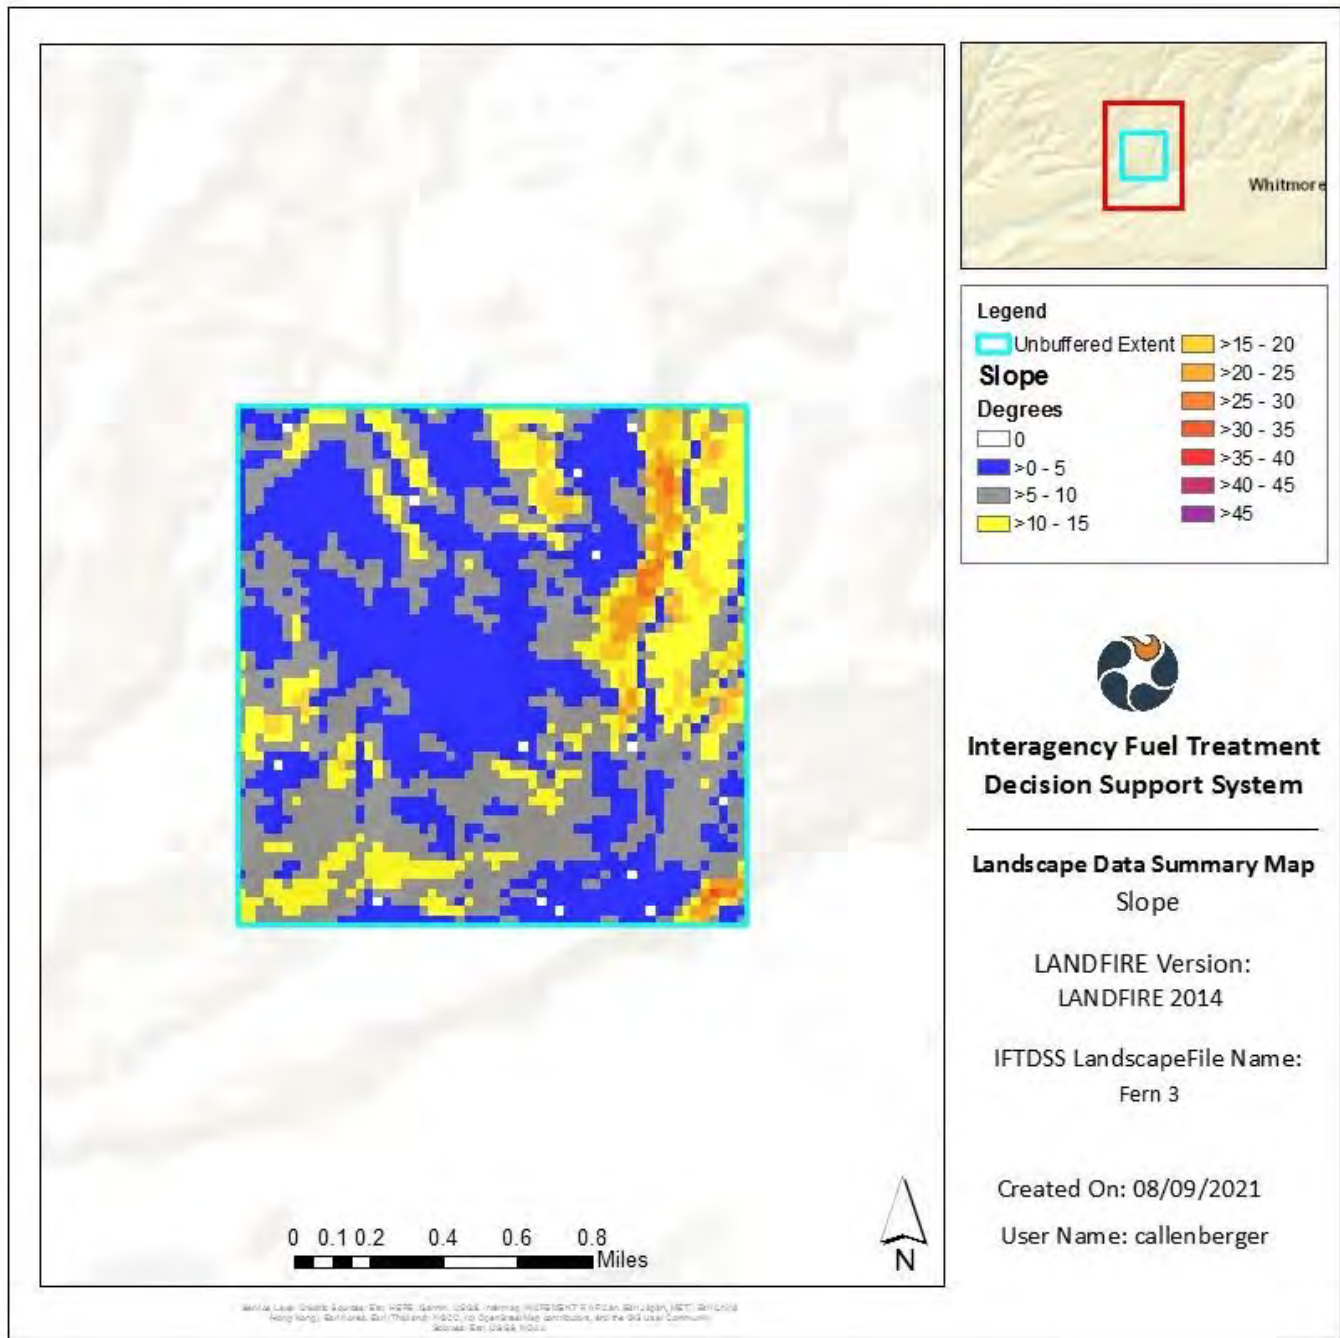 Whitmore
Legend
Unbuffered Extent
Slope
Degrees
0
>0 - 5
>5 - 10
>10 - 15
>15 - 20
>20 - 25
>25 - 30
>30 - 35
>35 - 40
>40 - 45
>45
Interagency Fuel Treatment
Decision Support System
Landscape Data Summary Map
Slope
LANDFIRE Version:
LANDFIRE 2014
IFTDSS LandscapeFile Name:
Fern 3
Created On: 08/09/2021
User Name: callenberger
0 0.1 0.2 0.4 0.6 0.8
Miles
N